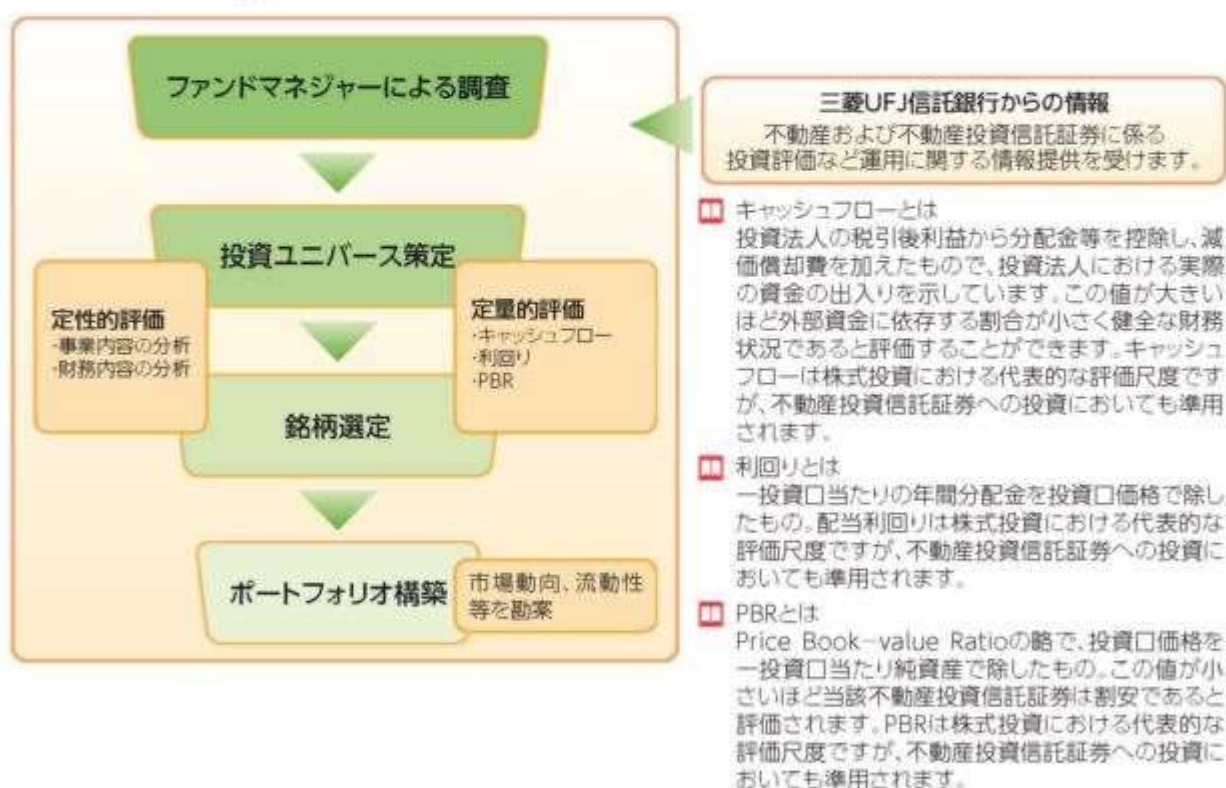 ファンドマネジャーによる調査
投資ユニバース策定
定性的評価
・事業内容の分析
・財務内容の分析
定量的評価
・キャッシュフロー
・利回り
・PBR
銘柄選定
ポートフォリオ構築
市場動向、流動性
等を勘案
三菱UFJ信託銀行からの情報
不動産および不動産投資信託証券に係る
投資評価など運用に関する情報提供を受けます。
キャッシュフローとは
投資法人の税引後利益から分配金等を控除し、減
価償却費を加えたもので、投資法人における実際
の資金の出入りを示しています。この値が大きい
ほど外部資金に依存する割合が小さく健全な財務
状況であると評価することができます。キャッシュ
フローは株式投資における代表的な評価尺度です
が、不動産投資信託証券への投資においても準用
されます。
利回りとは
一投資口当たりの年間分配金を投資口価格で除し
たもの。配当利回りは株式投資における代表的な
評価尺度ですが、不動産投資信託証券への投資に
おいても準用されます。
PBRとは
Price Book-value Ratioの略で、投資口価格を
一投資口当たり純資産で除したもの。この値が小
さいほど当該不動産投資信託証券は割安であると
評価されます。PBRは株式投資における代表的な
評価尺度ですが、不動産投資信託証券への投資に
おいても準用されます。